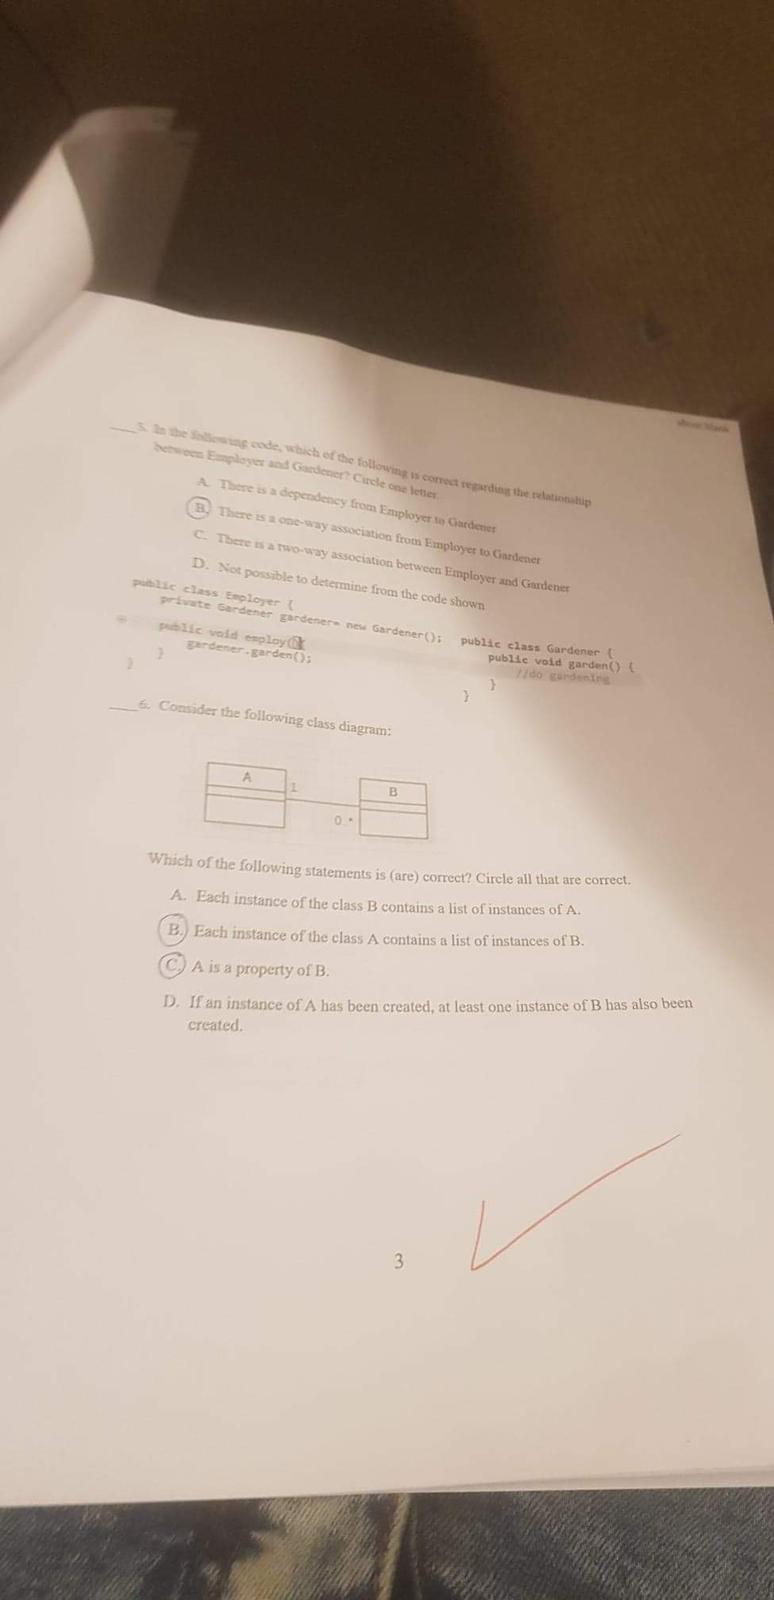 about:blank
___5. In the following code, which of the following is correct regarding the relationship
between Employer and Gardener? Circle one letter.
A. There is a dependency from Employer to Gardener
B. There is a one-way association from Employer to Gardener
C. There is a two-way association between Employer and Gardener
D. Not possible to determine from the code shown
public class Employer {
private Gardener gardener= new Gardener();
public void employ(
gardener.garden();
}
}
public class Gardener {
public void garden() {
//do gardening
}
}
___6. Consider the following class diagram:
A
1
B
0..*
Which of the following statements is (are) correct? Circle all that are correct.
A. Each instance of the class B contains a list of instances of A.
B. Each instance of the class A contains a list of instances of B.
C. A is a property of B.
D. If an instance of A has been created, at least one instance of B has also been
created.
3